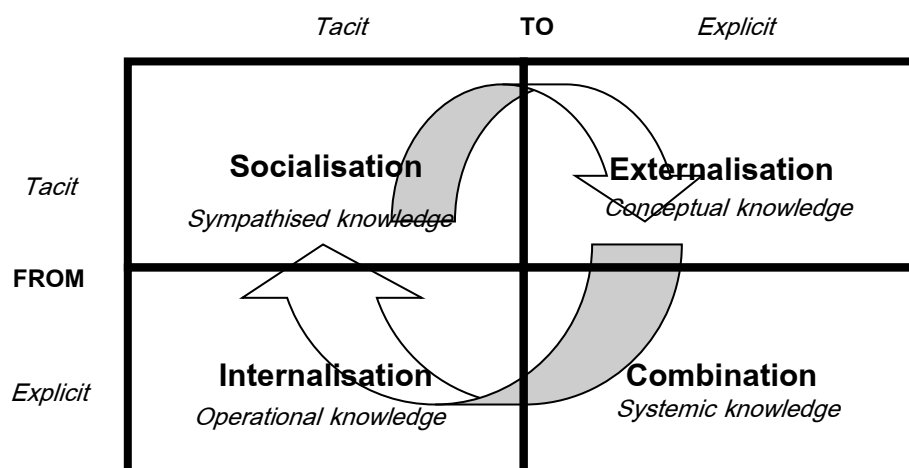 Tacit TO Explicit
Tacit
Socialisation
Sympathised knowledge
Externalisation
Conceptual knowledge
FROM
Explicit
Internalisation
Operational knowledge
Combination
Systemic knowledge